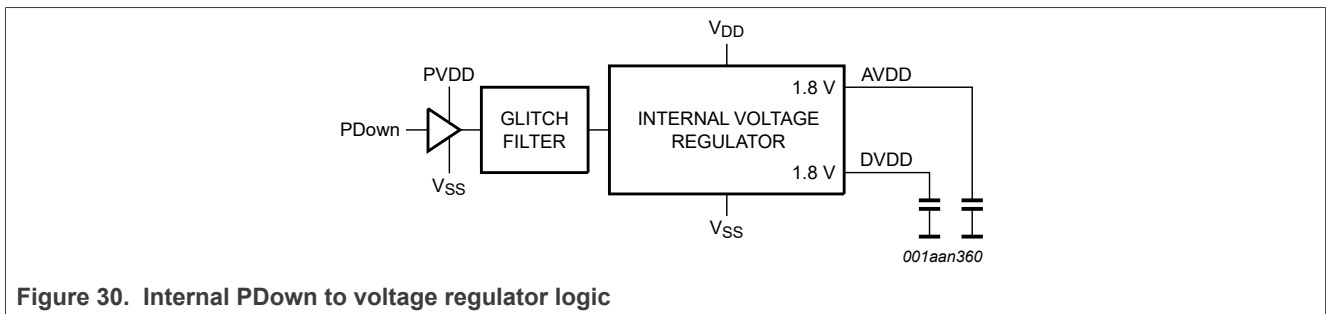 VDD
PVDD
PDown
VSS
GLITCH
FILTER
INTERNAL VOLTAGE
REGULATOR
1.8 V
AVDD
1.8 V
DVDD
VSS
001aan360
Figure 30. Internal PDown to voltage regulator logic